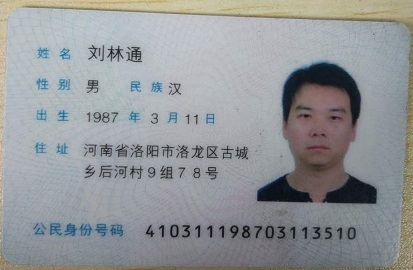 姓名 刘林通
性别 男 民族 汉
出生 1987 年 3 月 11 日
住址 河南省洛阳市洛龙区古城
乡后河村9组78号
公民身份号码 410311198703113510